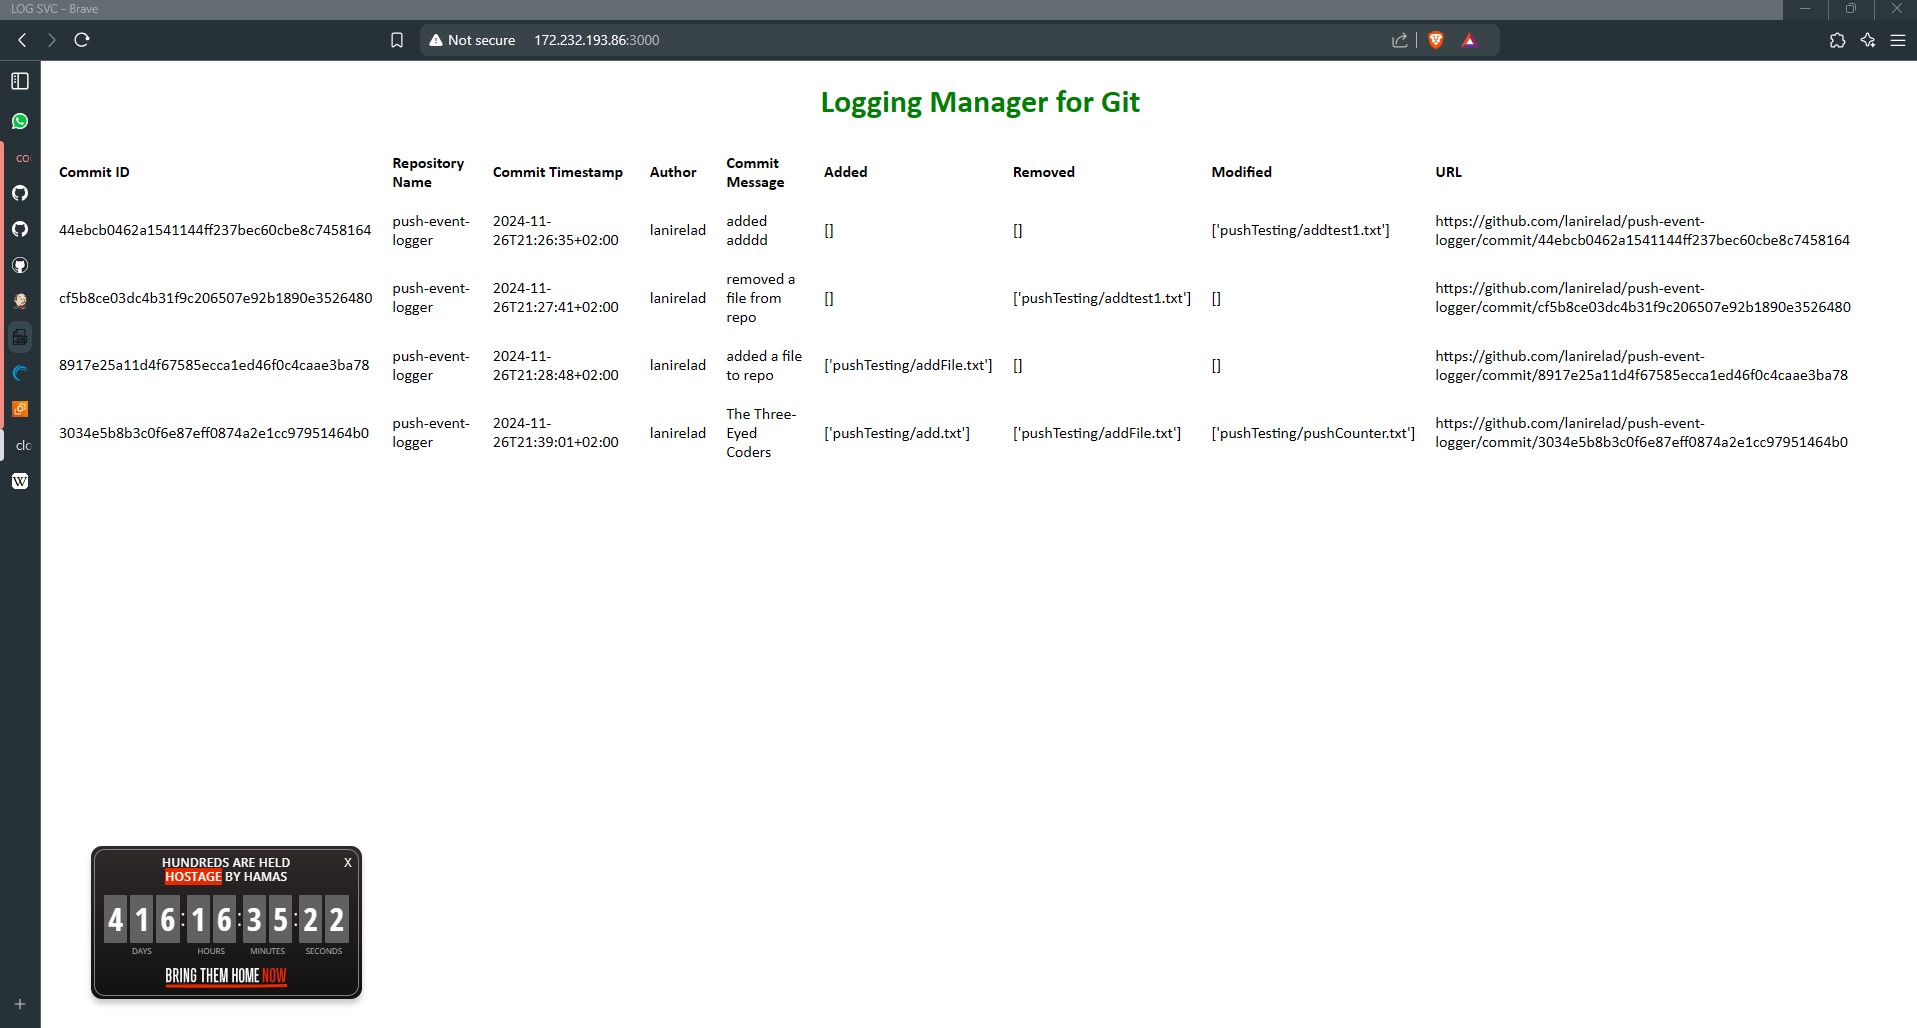 LOG SVC - Brave
Not secure 172.232.193.86:3000
Logging Manager for Git
Commit ID Repository Name Commit Timestamp Author Commit Message Added Removed Modified URL
44ebcb0462a1541144ff237bec60cbe8c7458164 push-event-logger 2024-11-26T21:26:35+02:00 lanirelad added adddd [] [] ['pushTesting/addtest1.txt'] https://github.com/lanirelad/push-event-logger/commit/44ebcb0462a1541144ff237bec60cbe8c7458164
cf5b8ce03dc4b31f9c206507e92b1890e3526480 push-event-logger 2024-11-26T21:27:41+02:00 lanirelad removed a file from repo [] ['pushTesting/addtest1.txt'] [] https://github.com/lanirelad/push-event-logger/commit/cf5b8ce03dc4b31f9c206507e92b1890e3526480
8917e25a11d4f67585ecca1ed46f0c4caae3ba78 push-event-logger 2024-11-26T21:28:48+02:00 lanirelad added a file to repo ['pushTesting/addFile.txt'] [] [] https://github.com/lanirelad/push-event-logger/commit/8917e25a11d4f67585ecca1ed46f0c4caae3ba78
3034e5b8b3c0f6e87eff0874a2e1cc97951464b0 push-event-logger 2024-11-26T21:39:01+02:00 lanirelad The Three-Eyed Coders ['pushTesting/add.txt'] ['pushTesting/addFile.txt'] ['pushTesting/pushCounter.txt'] https://github.com/lanirelad/push-event-logger/commit/3034e5b8b3c0f6e87eff0874a2e1cc97951464b0
co
clo
W
HUNDREDS ARE HELD X
HOSTAGE BY HAMAS
416:16:35:22
DAYS HOURS MINUTES SECONDS
BRING THEM HOME NOW